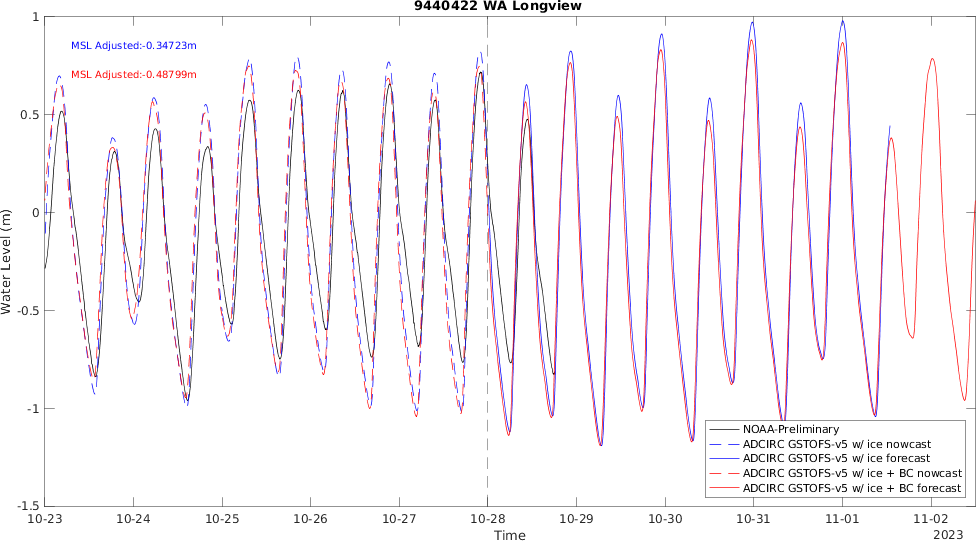 9440422 WA Longview
MSL Adjusted:-0.34723m
MSL Adjusted:-0.48799m
Water Level (m)
1
0.5
0
-0.5
-1
-1.5
NOAA-Preliminary
ADCIRC GSTOFS-v5 w/ ice nowcast
ADCIRC GSTOFS-v5 w/ ice forecast
ADCIRC GSTOFS-v5 w/ ice + BC nowcast
ADCIRC GSTOFS-v5 w/ ice + BC forecast
10-23 10-24 10-25 10-26 10-27 10-28 10-29 10-30 10-31 11-01 11-02
Time
2023